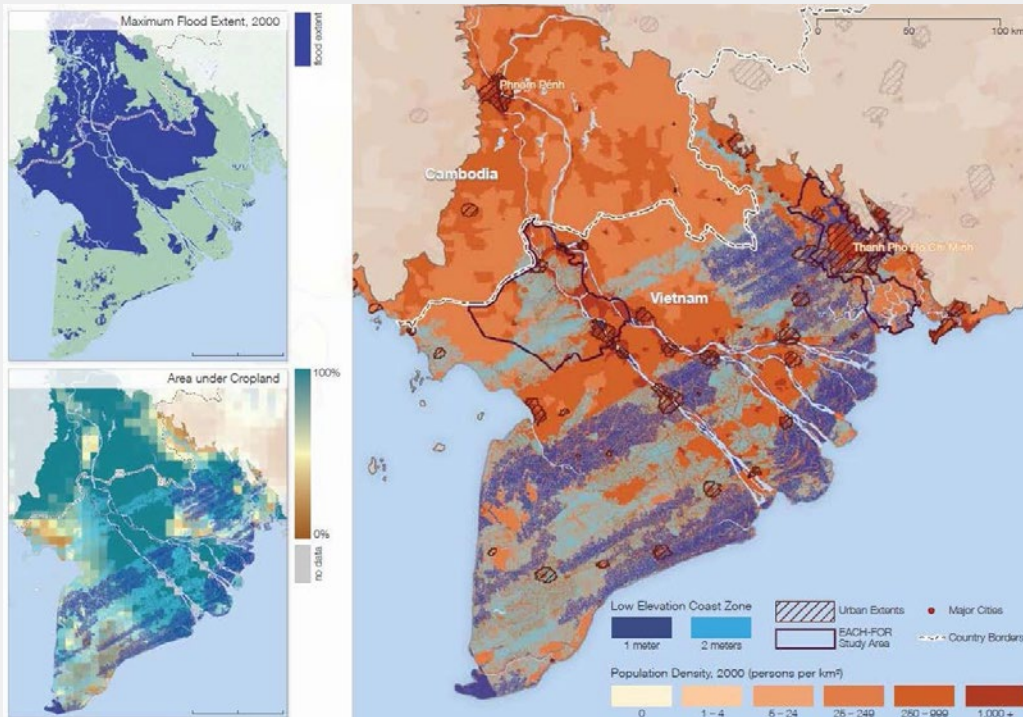 Maximum Flood Extent, 2000
flood extent
Area under Cropland
100%
0%
no data
0 50 100 km
Phnom Pénh
Cambodia
Thanh Pho Ho Chi Minh
Vietnam
Low Elevation Coast Zone
1 meter
2 meters
Urban Extents
Major Cities
EACH-FOR
Study Area
Country Borders
Population Density, 2000 (persons per km²)
0
1 – 4
5 – 24
25 – 249
250 – 999
1,000 +